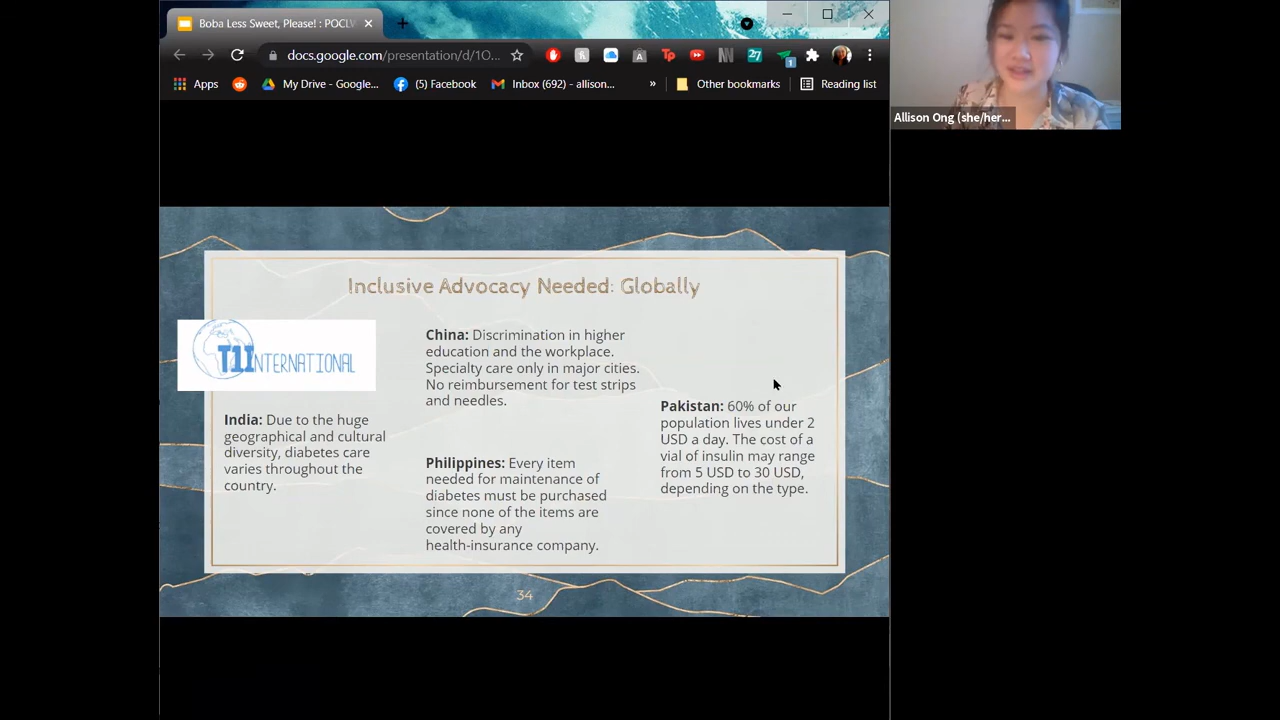 Boba Less Sweet, Please! : POCLW
docs.google.com/presentation/d/1O...
27
1
Apps
My Drive - Google...
(5) Facebook
Inbox (692) - allison...
»
Other bookmarks
Reading list
Allison Ong (she/her...
Inclusive Advocacy Needed: Globally
T1INTERNATIONAL
India: Due to the huge
geographical and cultural
diversity, diabetes care
varies throughout the
country.
China: Discrimination in higher
education and the workplace.
Specialty care only in major cities.
No reimbursement for test strips
and needles.
Philippines: Every item
needed for maintenance of
diabetes must be purchased
since none of the items are
covered by any
health-insurance company.
Pakistan: 60% of our
population lives under 2
USD a day. The cost of a
vial of insulin may range
from 5 USD to 30 USD,
depending on the type.
34